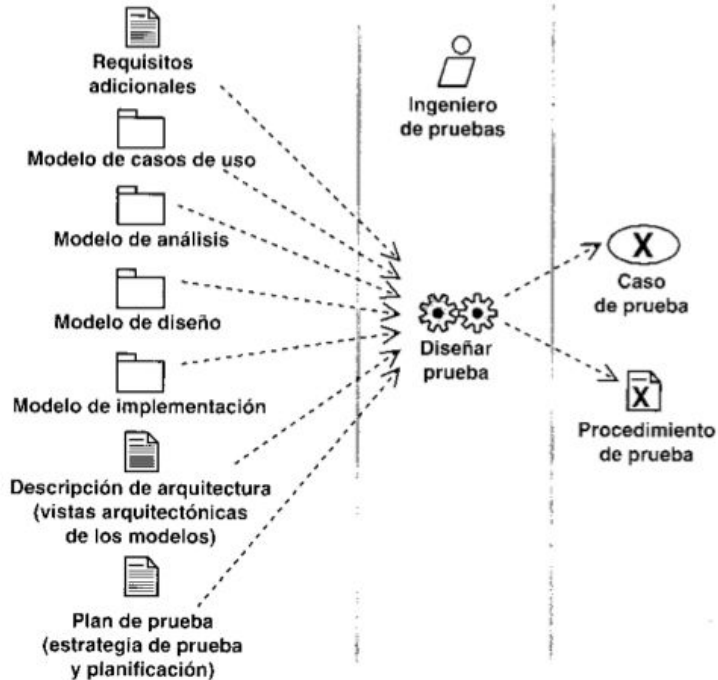 Requisitos
adicionales
Modelo de casos de uso
Modelo de análisis
Modelo de diseño
Modelo de implementación
Descripción de arquitectura
(vistas arquitectónicas
de los modelos)
Plan de prueba
(estrategia de prueba
y planificación)
Ingeniero
de pruebas
Diseñar
prueba
X
Caso
de prueba
X
Procedimiento
de prueba